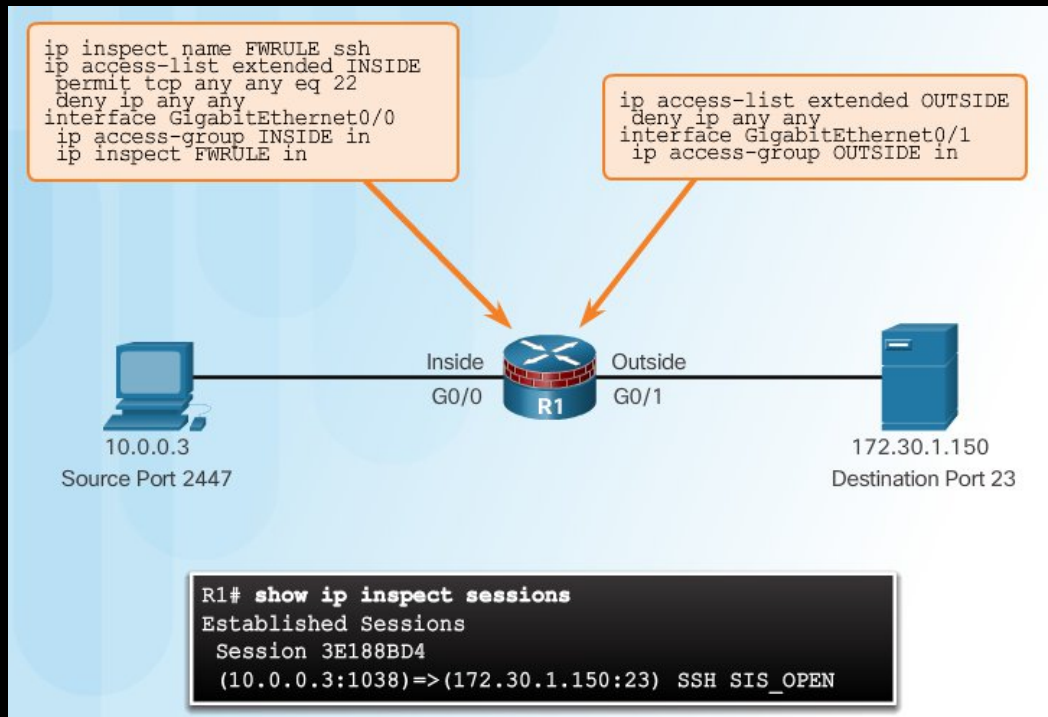 ip inspect name FWRULE ssh
ip access-list extended INSIDE
permit tcp any any eq 22
deny ip any any
interface GigabitEthernet0/0
ip access-group INSIDE in
ip inspect FWRULE in
ip access-list extended OUTSIDE
deny ip any any
interface GigabitEthernet0/1
ip access-group OUTSIDE in
Inside
G0/0
R1
Outside
G0/1
10.0.0.3
Source Port 2447
172.30.1.150
Destination Port 23
R1# show ip inspect sessions
Established Sessions
Session 3E188BD4
(10.0.0.3:1038)=>(172.30.1.150:23) SSH SIS_OPEN